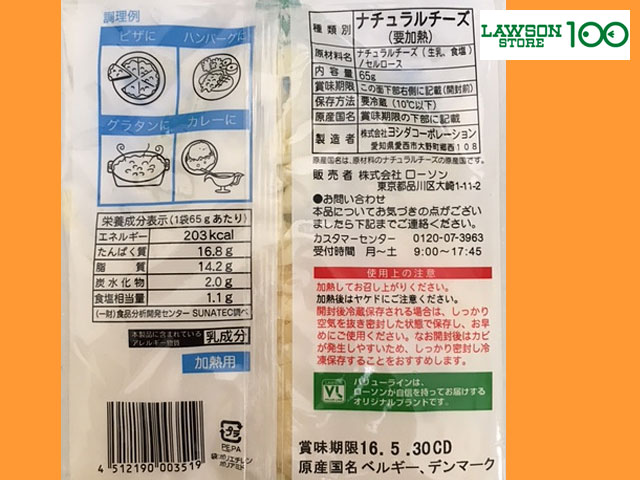 調理例
ピザに
ハンバーグに
グラタンに
カレーに
栄養成分表示(1袋65gあたり)
エネルギー 203kcal
たんぱく質 16.8g
脂質 14.2g
炭水化物 2.0g
食塩相当量 1.1g
(一財)食品分析開発センター SUNATEC調べ
本製品に含まれている
アレルギー物質
乳成分
加熱用
4 512190 003519
PEPA
袋:ポリエチレン
ポリアミド
LAWSON
STORE 100
種類別 ナチュラルチーズ
(要加熱)
原材料名 ナチュラルチーズ(生乳、食塩)
/セルロース
内容量 65g
賞味期限 この面下部右側に記載(開封前)
保存方法 要冷蔵(10℃以下)
原産国名 賞味期限の下部に記載
製造者 株式会社ヨシダコーポレーション
愛知県愛西市大野町郷西108
原産国名は、原材料のナチュラルチーズの原産国です。
販売者 株式会社 ローソン
東京都品川区大崎1-11-2
●お問い合わせ
本品についてお気づきの点がござい
ましたら下記までご連絡ください。
カスタマーセンター 0120-07-3963
受付時間 月~土 9:00~17:45
使用上の注意
加熱してお召し上がりください。
加熱後はヤケドにご注意ください。
開封後冷蔵保存される場合は、しっかり
空気を抜き密封した状態で保存し、お早
めにご使用ください。なお開封後はカビ
が発生しやすいため、しっかり密封し冷
凍保存することをおすすめします。
VL
バリューラインは、
ローソンが自信を持ってお届けする
オリジナルブランドです。
賞味期限16.5.30CD
原産国名ベルギー、デンマーク